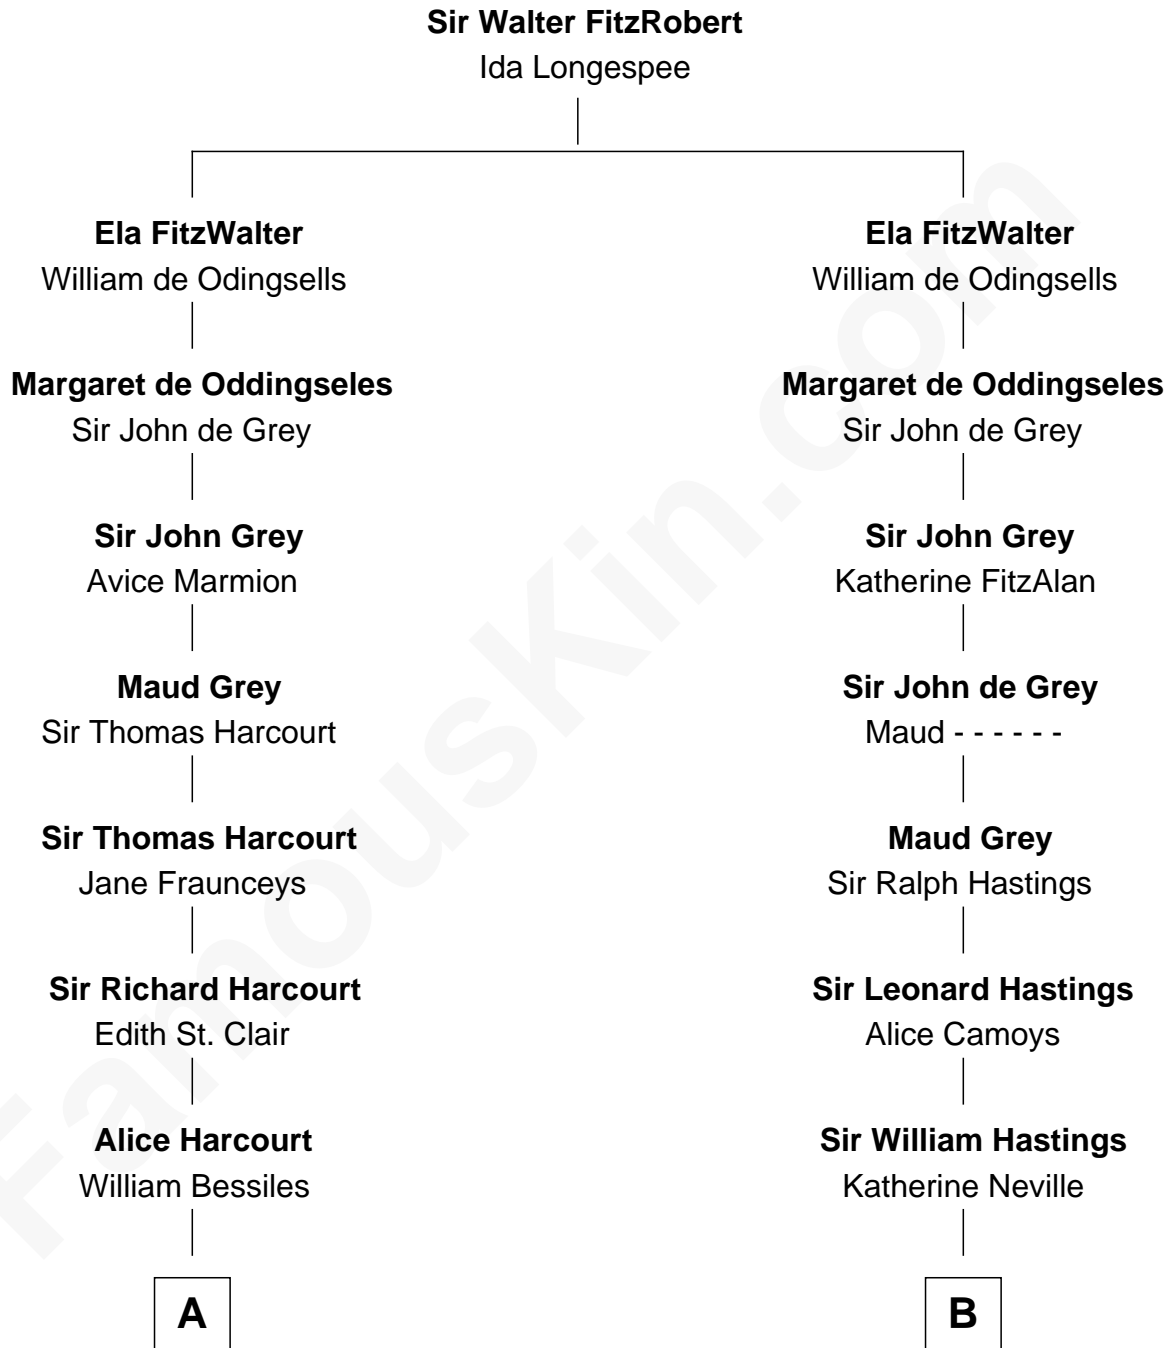 Sir Walter FitzRobert
Ida Longespee
Ela FitzWalter
William de Odingsells
Margaret de Oddingseles
Sir John de Grey
Sir John Grey
Avice Marmion
Maud Grey
Sir Thomas Harcourt
Sir Thomas Harcourt
Jane Fraunceys
Sir Richard Harcourt
Edith St. Clair
Alice Harcourt
William Bessiles
A
Ela FitzWalter
William de Odingsells
Margaret de Oddingseles
Sir John de Grey
Sir John Grey
Katherine FitzAlan
Sir John de Grey
Maud - - - - - -
Maud Grey
Sir Ralph Hastings
Sir Leonard Hastings
Alice Camoys
Sir William Hastings
Katherine Neville
B
FamousKin.com